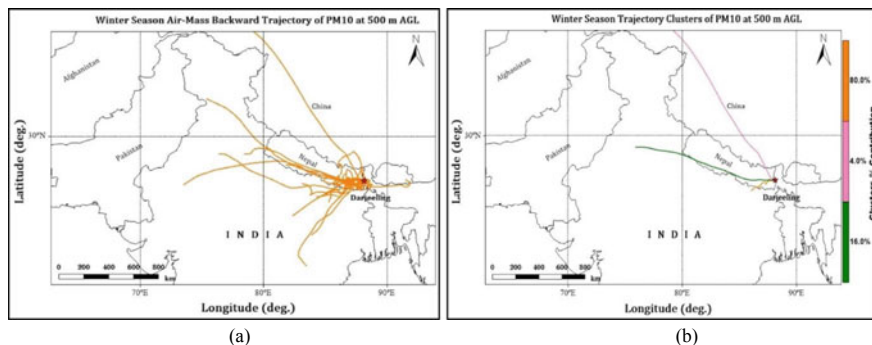 Winter Season Air-Mass Backward Trajectory of PM10 at 500 m AGL
N
Afghanistan
China
30°N
Pakistan
Nepal
Darjeeling
I N D I A
0 200 400 600 800
km
70°E 80°E 90°E
Longitude (deg.)
Latitude (deg.)
(a)
Winter Season Trajectory Clusters of PM10 at 500 m AGL
N
Afghanistan
China
30°N
Pakistan
Nepal
Darjeeling
I N D I A
0 200 400 600 800
km
70°E 80°E 90°E
Longitude (deg.)
Latitude (deg.)
80.0%
4.0%
16.0%
Clusters % Contribution
(b)